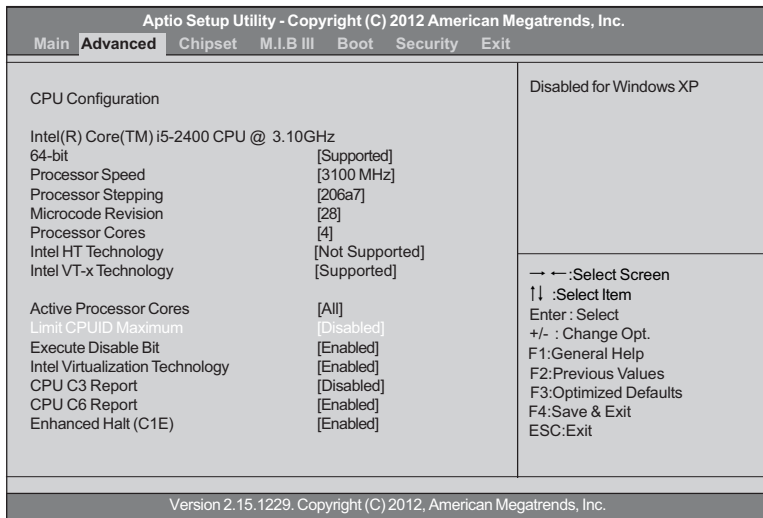 Aptio Setup Utility - Copyright (C) 2012 American Megatrends, Inc.
Main Advanced Chipset M.I.B III Boot Security Exit
CPU Configuration
Intel(R) Core(TM) i5-2400 CPU @ 3.10GHz
64-bit [Supported]
Processor Speed [3100 MHz]
Processor Stepping [206a7]
Microcode Revision [28]
Processor Cores [4]
Intel HT Technology [Not Supported]
Intel VT-x Technology [Supported]
Active Processor Cores [All]
Limit CPUID Maximum [Disabled]
Execute Disable Bit [Enabled]
Intel Virtualization Technology [Enabled]
CPU C3 Report [Disabled]
CPU C6 Report [Enabled]
Enhanced Halt (C1E) [Enabled]
Disabled for Windows XP
→ ←:Select Screen
↑↓ :Select Item
Enter : Select
+/- : Change Opt.
F1:General Help
F2:Previous Values
F3:Optimized Defaults
F4:Save & Exit
ESC:Exit
Version 2.15.1229. Copyright (C) 2012, American Megatrends, Inc.